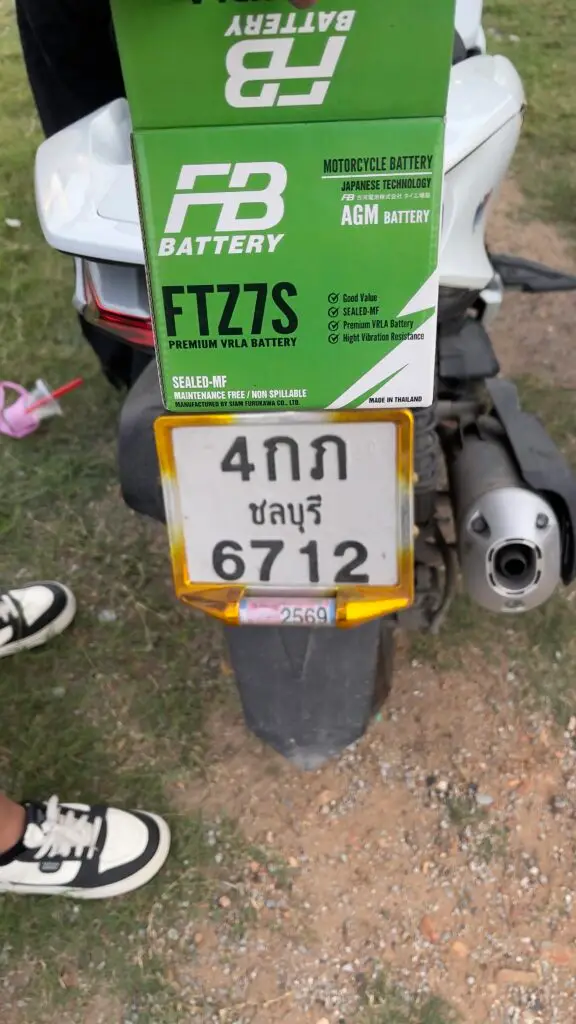 BATTERY
FB
FB
BATTERY
MOTORCYCLE BATTERY
JAPANESE TECHNOLOGY
AGM BATTERY
FTZ7S
PREMIUM VRLA BATTERY
Good Value
SEALED-MF
Premium VRLA Battery
Hight Vibration Resistance
SEALED-MF
MAINTENANCE FREE / NON SPILLABLE
MANUFACTURED BY SIAM FURUKAWA CO., LTD.
MADE IN THAILAND
4กภ
ชลบุรี
6712
2569